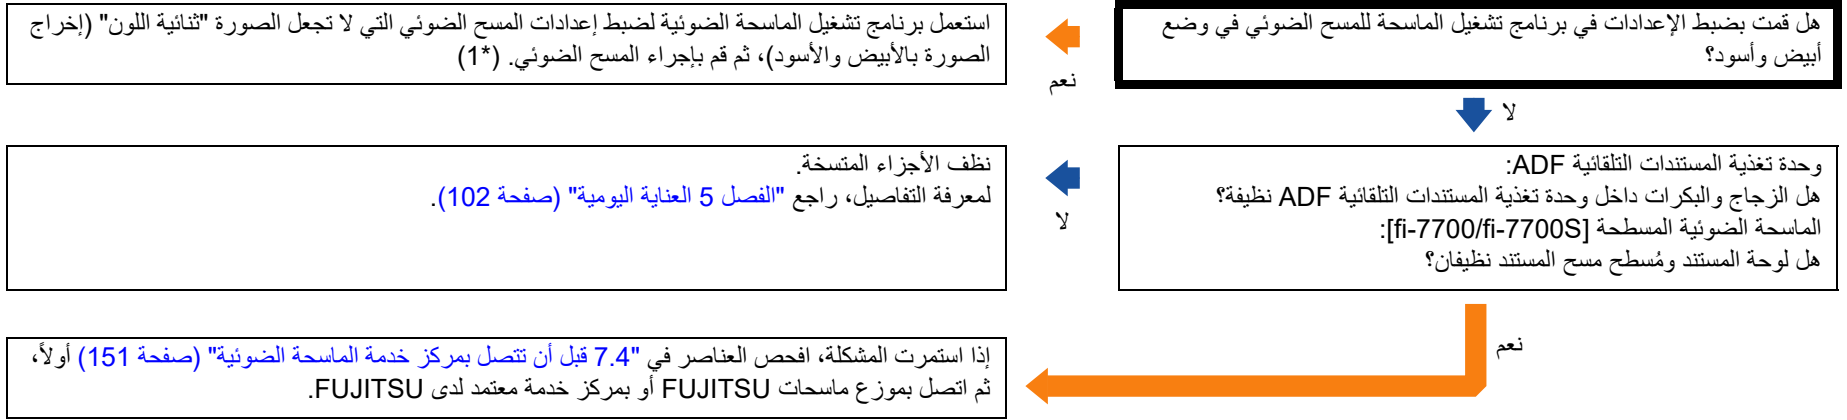 هل قمت بضبط الإعدادات في برنامج تشغيل الماسحة للمسح الضوئي في وضع
أبيض وأسود؟
نعم
استعمل برنامج تشغيل الماسحة الضوئية لضبط إعدادات المسح الضوئي التي لا تجعل الصورة "ثنائية اللون" (إخراج
الصورة بالأبيض والأسود)، ثم قم بإجراء المسح الضوئي. (*1)
لا
وحدة تغذية المستندات التلقائية ADF:
هل الزجاج والبكرات داخل وحدة تغذية المستندات التلقائية ADF نظيفة؟
الماسحة الضوئية المسطحة [fi-7700/fi-7700S]:
هل لوحة المستند ومُسطح مسح المستند نظيفان؟
لا
نظف الأجزاء المتسخة.
لمعرفة التفاصيل، راجع "الفصل 5 العناية اليومية" (صفحة 102).
نعم
إذا استمرت المشكلة، افحص العناصر في "7.4 قبل أن تتصل بمركز خدمة الماسحة الضوئية" (صفحة 151) أولاً،
ثم اتصل بموزع ماسحات FUJITSU أو بمركز خدمة معتمد لدى FUJITSU.